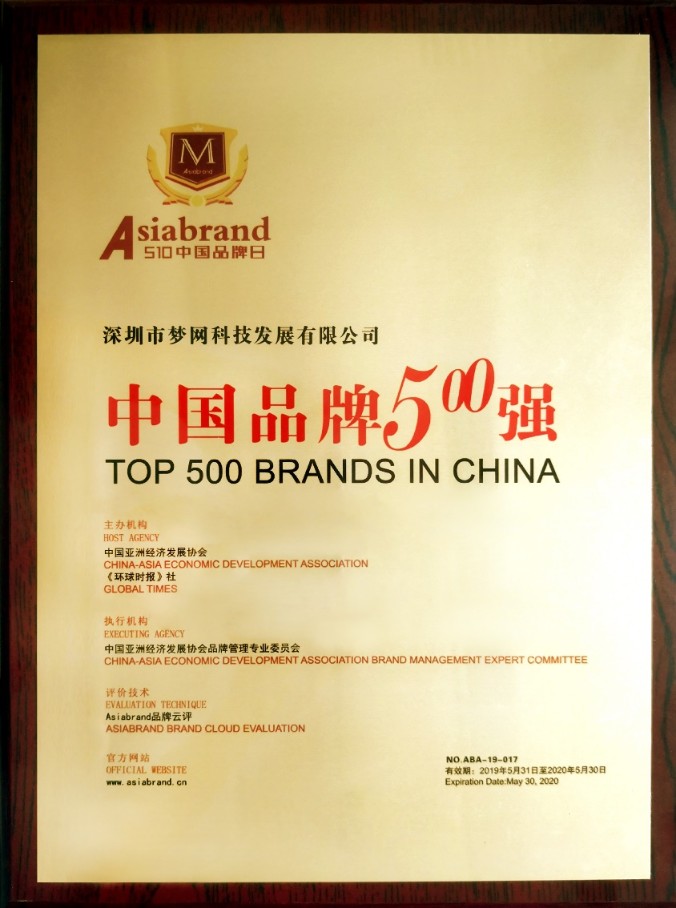 M
Asiabrand
510中国品牌日
深圳市梦网科技发展有限公司
中国品牌500强
TOP 500 BRANDS IN CHINA
主办机构
HOST AGENCY
中国亚洲经济发展协会
CHINA-ASIA ECONOMIC DEVELOPMENT ASSOCIATION
《环球时报》社
GLOBAL TIMES
执行机构
EXECUTING AGENCY
中国亚洲经济发展协会品牌管理专业委员会
CHINA-ASIA ECONOMIC DEVELOPMENT ASSOCIATION BRAND MANAGEMENT EXPERT COMMITTEE
评价技术
EVALUATION TECHNIQUE
Asiabrand品牌云评
ASIABRAND BRAND CLOUD EVALUATION
官方网站
OFFICIAL WEBSITE
www.asiabrand.cn
NO.ABA-19-017
有效期：2019年5月31日至2020年5月30日
Expiration Date:May 30, 2020